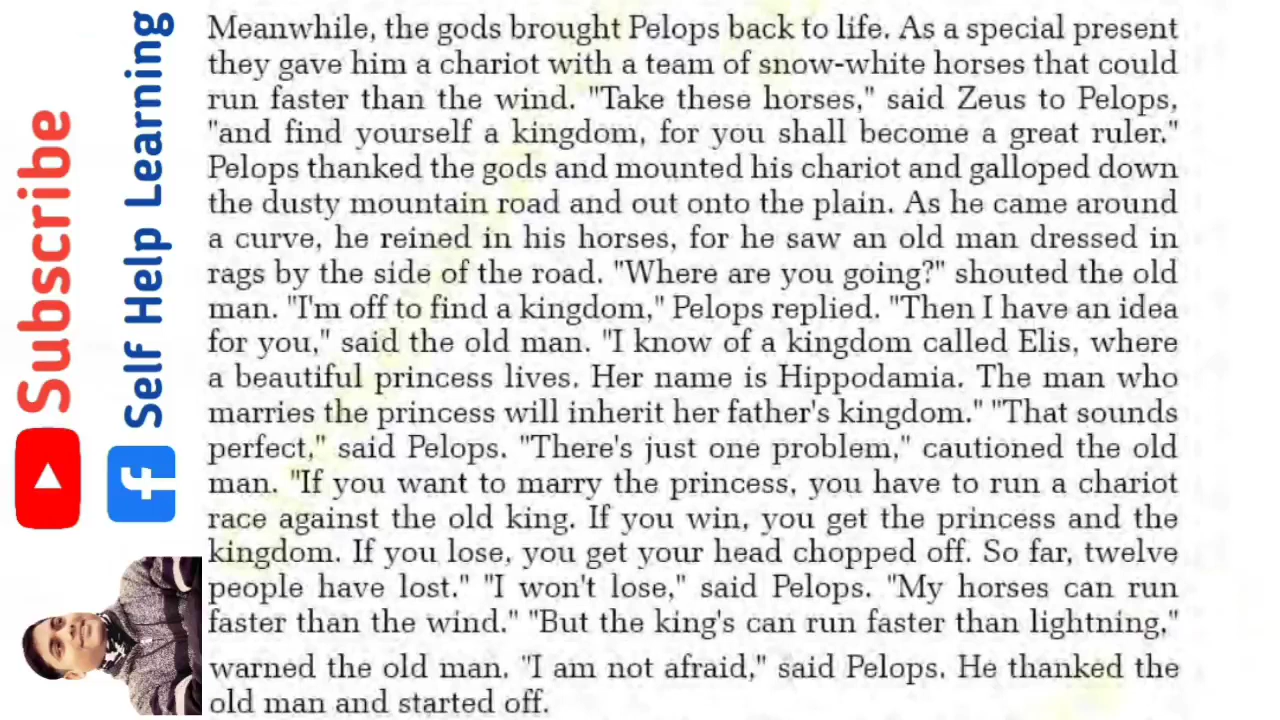 Subscribe
Self Help Learning
Meanwhile, the gods brought Pelops back to life. As a special present
they gave him a chariot with a team of snow-white horses that could
run faster than the wind. "Take these horses," said Zeus to Pelops,
"and find yourself a kingdom, for you shall become a great ruler."
Pelops thanked the gods and mounted his chariot and galloped down
the dusty mountain road and out onto the plain. As he came around
a curve, he reined in his horses, for he saw an old man dressed in
rags by the side of the road. "Where are you going?" shouted the old
man. "I'm off to find a kingdom," Pelops replied. "Then I have an idea
for you," said the old man. "I know of a kingdom called Elis, where
a beautiful princess lives. Her name is Hippodamia. The man who
marries the princess will inherit her father's kingdom." "That sounds
perfect," said Pelops. "There's just one problem," cautioned the old
man. "If you want to marry the princess, you have to run a chariot
race against the old king. If you win, you get the princess and the
kingdom. If you lose, you get your head chopped off. So far, twelve
people have lost." "I won't lose," said Pelops. "My horses can run
faster than the wind." "But the king's can run faster than lightning,"
warned the old man. "I am not afraid," said Pelops. He thanked the
old man and started off.